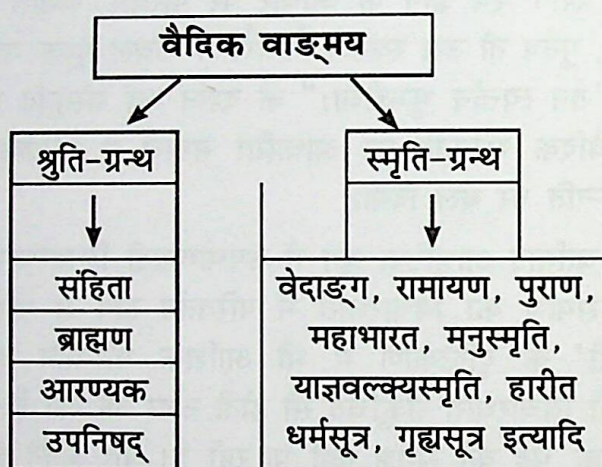 वैदिक वाङ्मय
श्रुति-ग्रन्थ
संहिता
ब्राह्मण
आरण्यक
उपनिषद्
स्मृति-ग्रन्थ
वेदाङ्ग, रामायण, पुराण,
महाभारत, मनुस्मृति,
याज्ञवल्क्यस्मृति, हारीत
धर्मसूत्र, गृह्यसूत्र इत्यादि